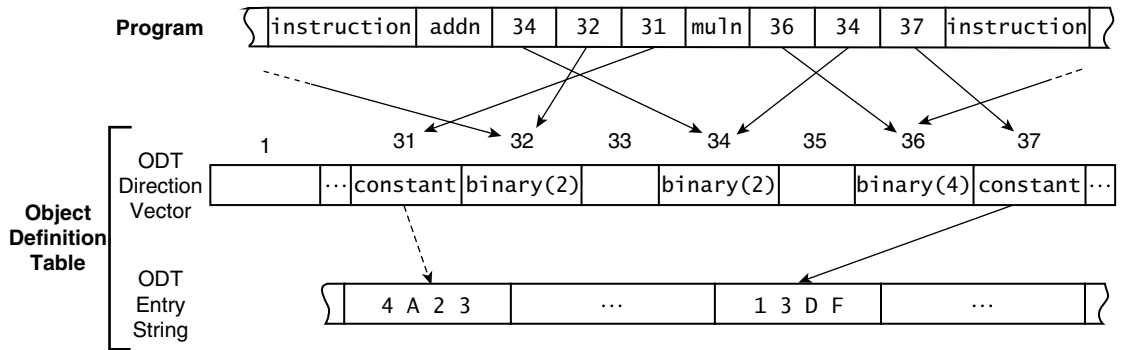 Program instruction addn 34 32 31 muln 36 34 37 instruction
1 31 32 33 34 35 36 37
ODT
Direction
Vector
... constant binary(2) binary(2) binary(4) constant ...
Object
Definition
Table
ODT
Entry
String
4 A 2 3 ... 1 3 D F ...